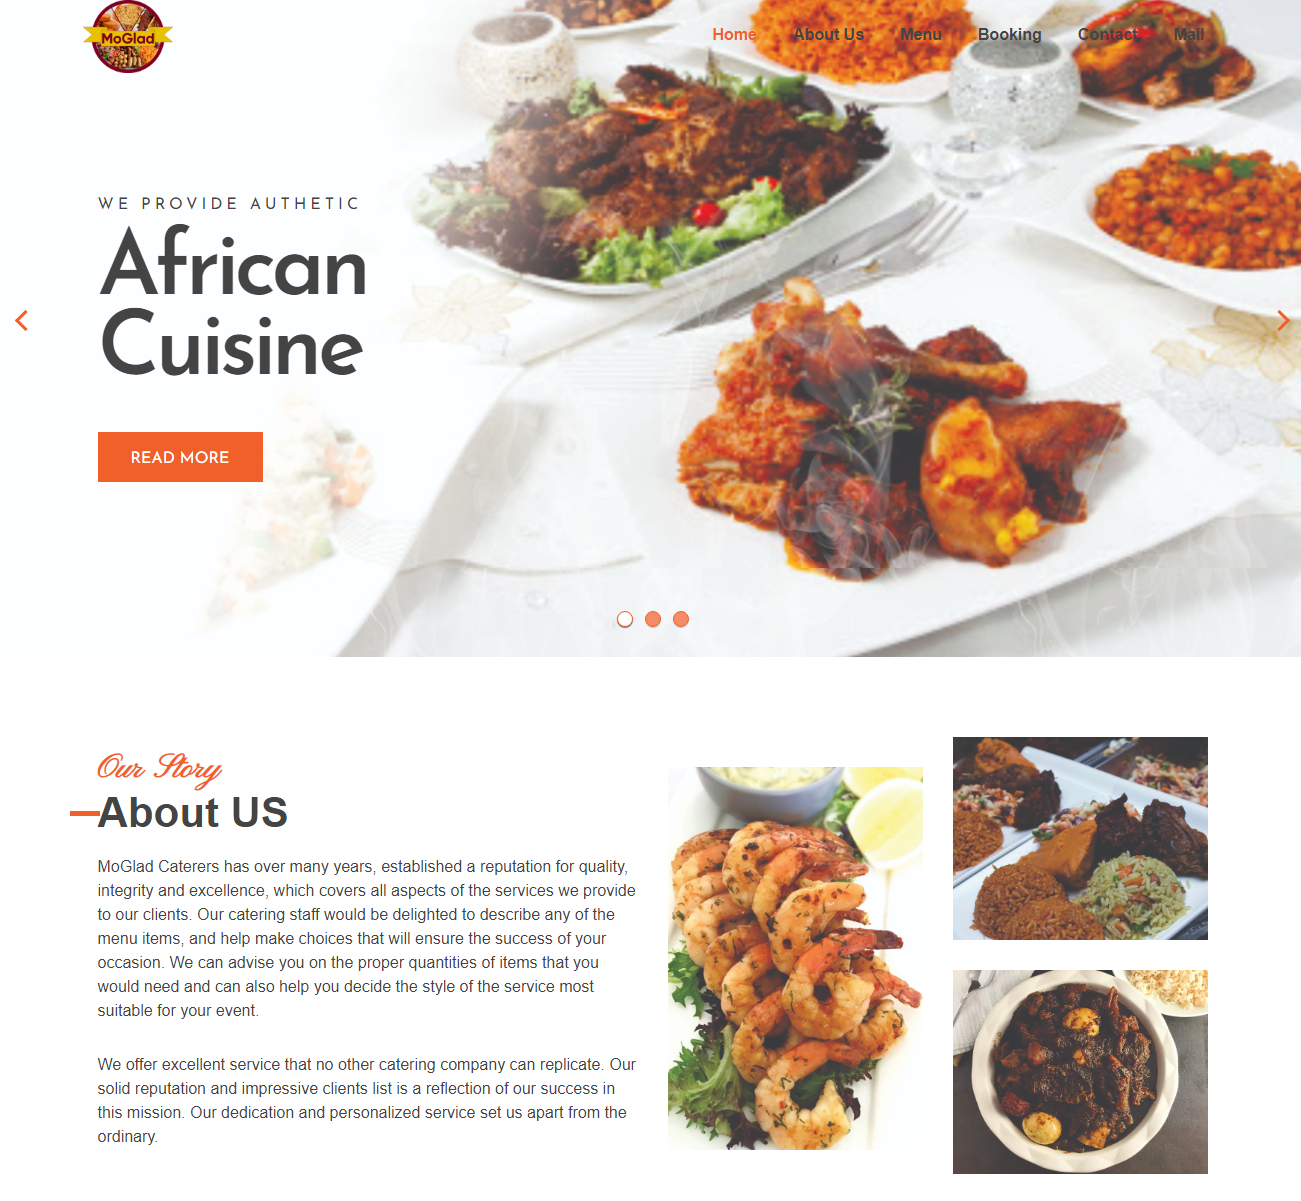 MoGlad
Home About Us Menu Booking Contact Mail
WE PROVIDE AUTHETIC
African
Cuisine
READ MORE
Our Story
About US
MoGlad Caterers has over many years, established a reputation for quality,
integrity and excellence, which covers all aspects of the services we provide
to our clients. Our catering staff would be delighted to describe any of the
menu items, and help make choices that will ensure the success of your
occasion. We can advise you on the proper quantities of items that you
would need and can also help you decide the style of the service most
suitable for your event.
We offer excellent service that no other catering company can replicate. Our
solid reputation and impressive clients list is a reflection of our success in
this mission. Our dedication and personalized service set us apart from the
ordinary.